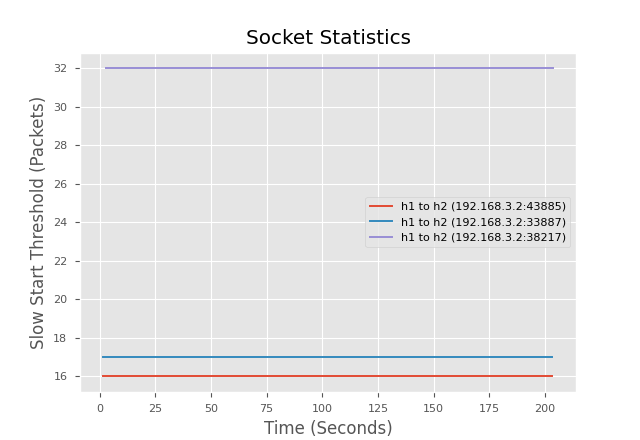 Socket Statistics
Slow Start Threshold (Packets)
32
30
28
26
24
22
20
18
16
h1 to h2 (192.168.3.2:43885)
h1 to h2 (192.168.3.2:33887)
h1 to h2 (192.168.3.2:38217)
0 25 50 75 100 125 150 175 200
Time (Seconds)